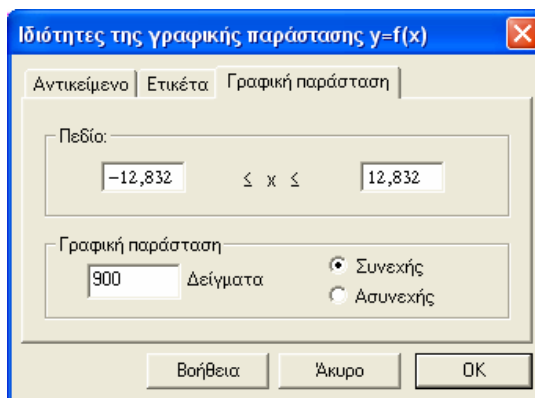 Ιδιότητες της γραφικής παράστασης y=f(x)
Αντικείμενο Ετικέτα Γραφική παράσταση
Πεδίο:
-12,832 ≤ x ≤ 12,832
Γραφική παράσταση
900 Δείγματα
Συνεχής
Ασυνεχής
Βοήθεια Άκυρο OK